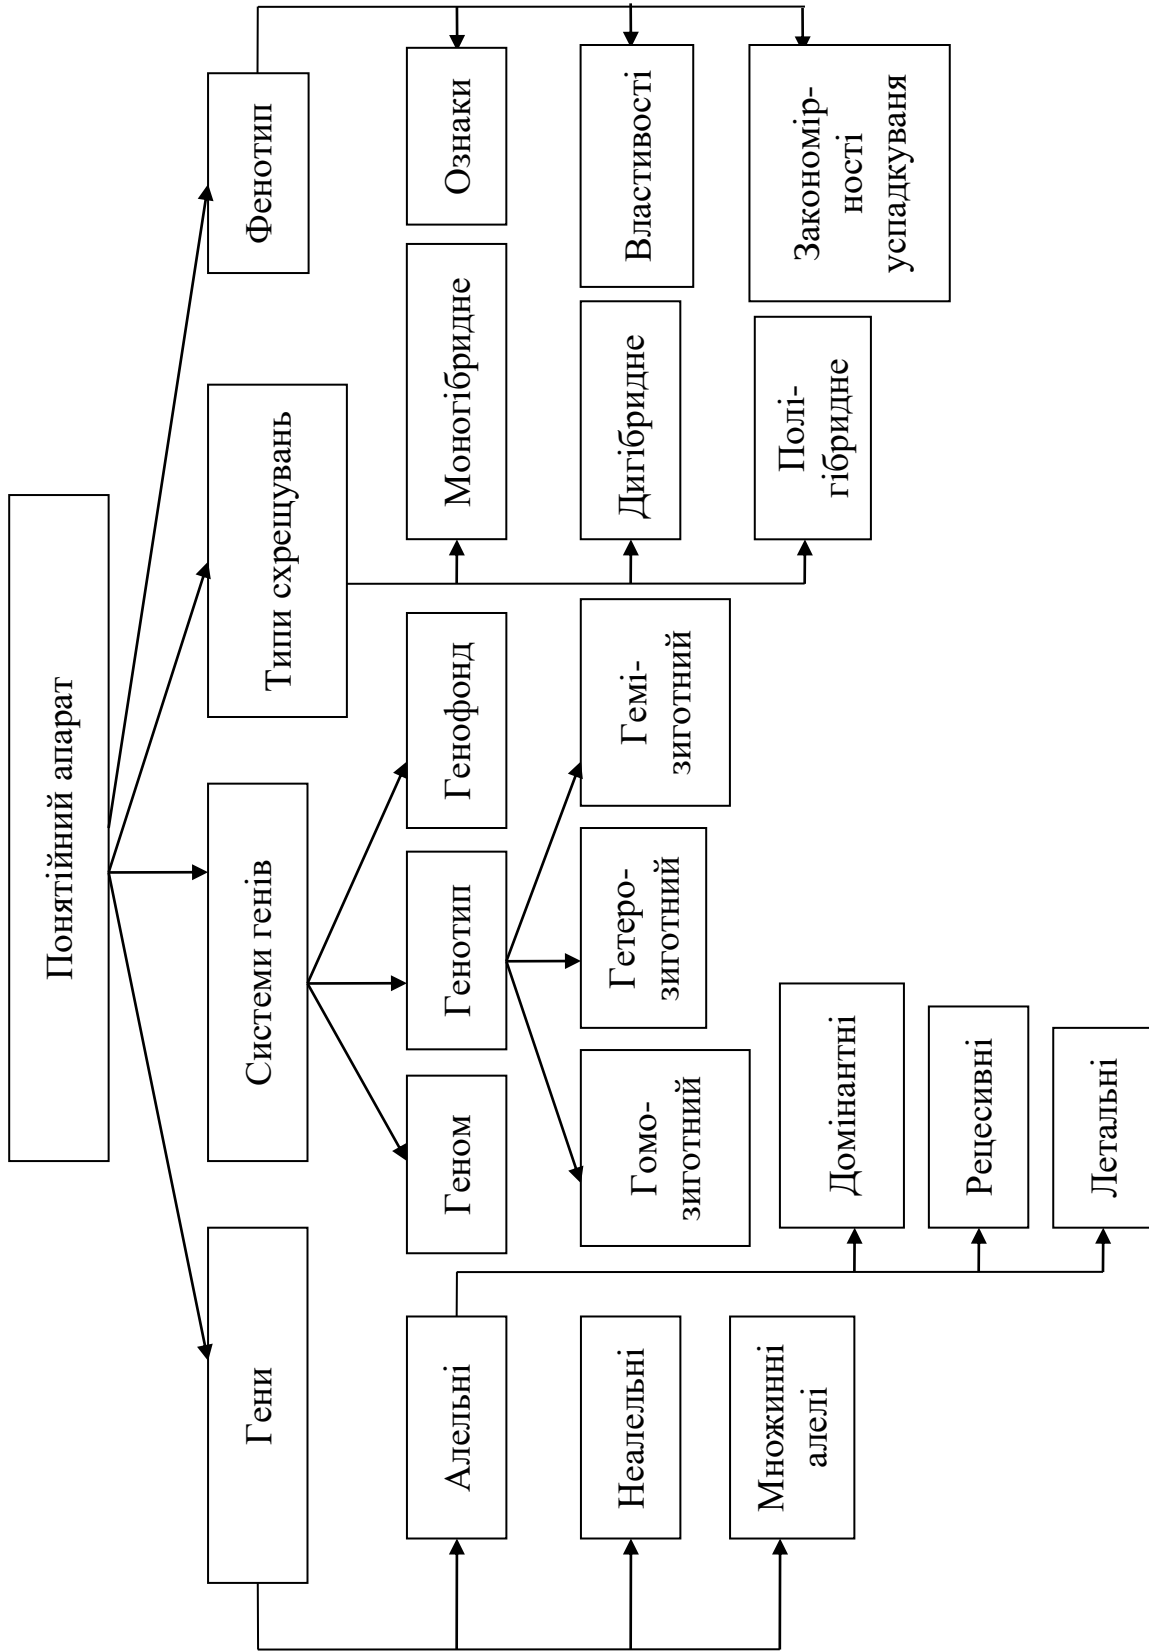 Понятійний апарат
Гени
Системи генів
Типи схрещувань
Фенотип
Алельні
Геном
Генотип
Генофонд
Моногібридне
Ознаки
Неалельні
Гомо-
зиготний
Гетеро-
зиготний
Гемі-
зиготний
Дигібридне
Властивості
Множинні
алелі
Домінантні
Рецесивні
Летальні
Полі-
гібридне
Закономір-
ності
успадкуваня